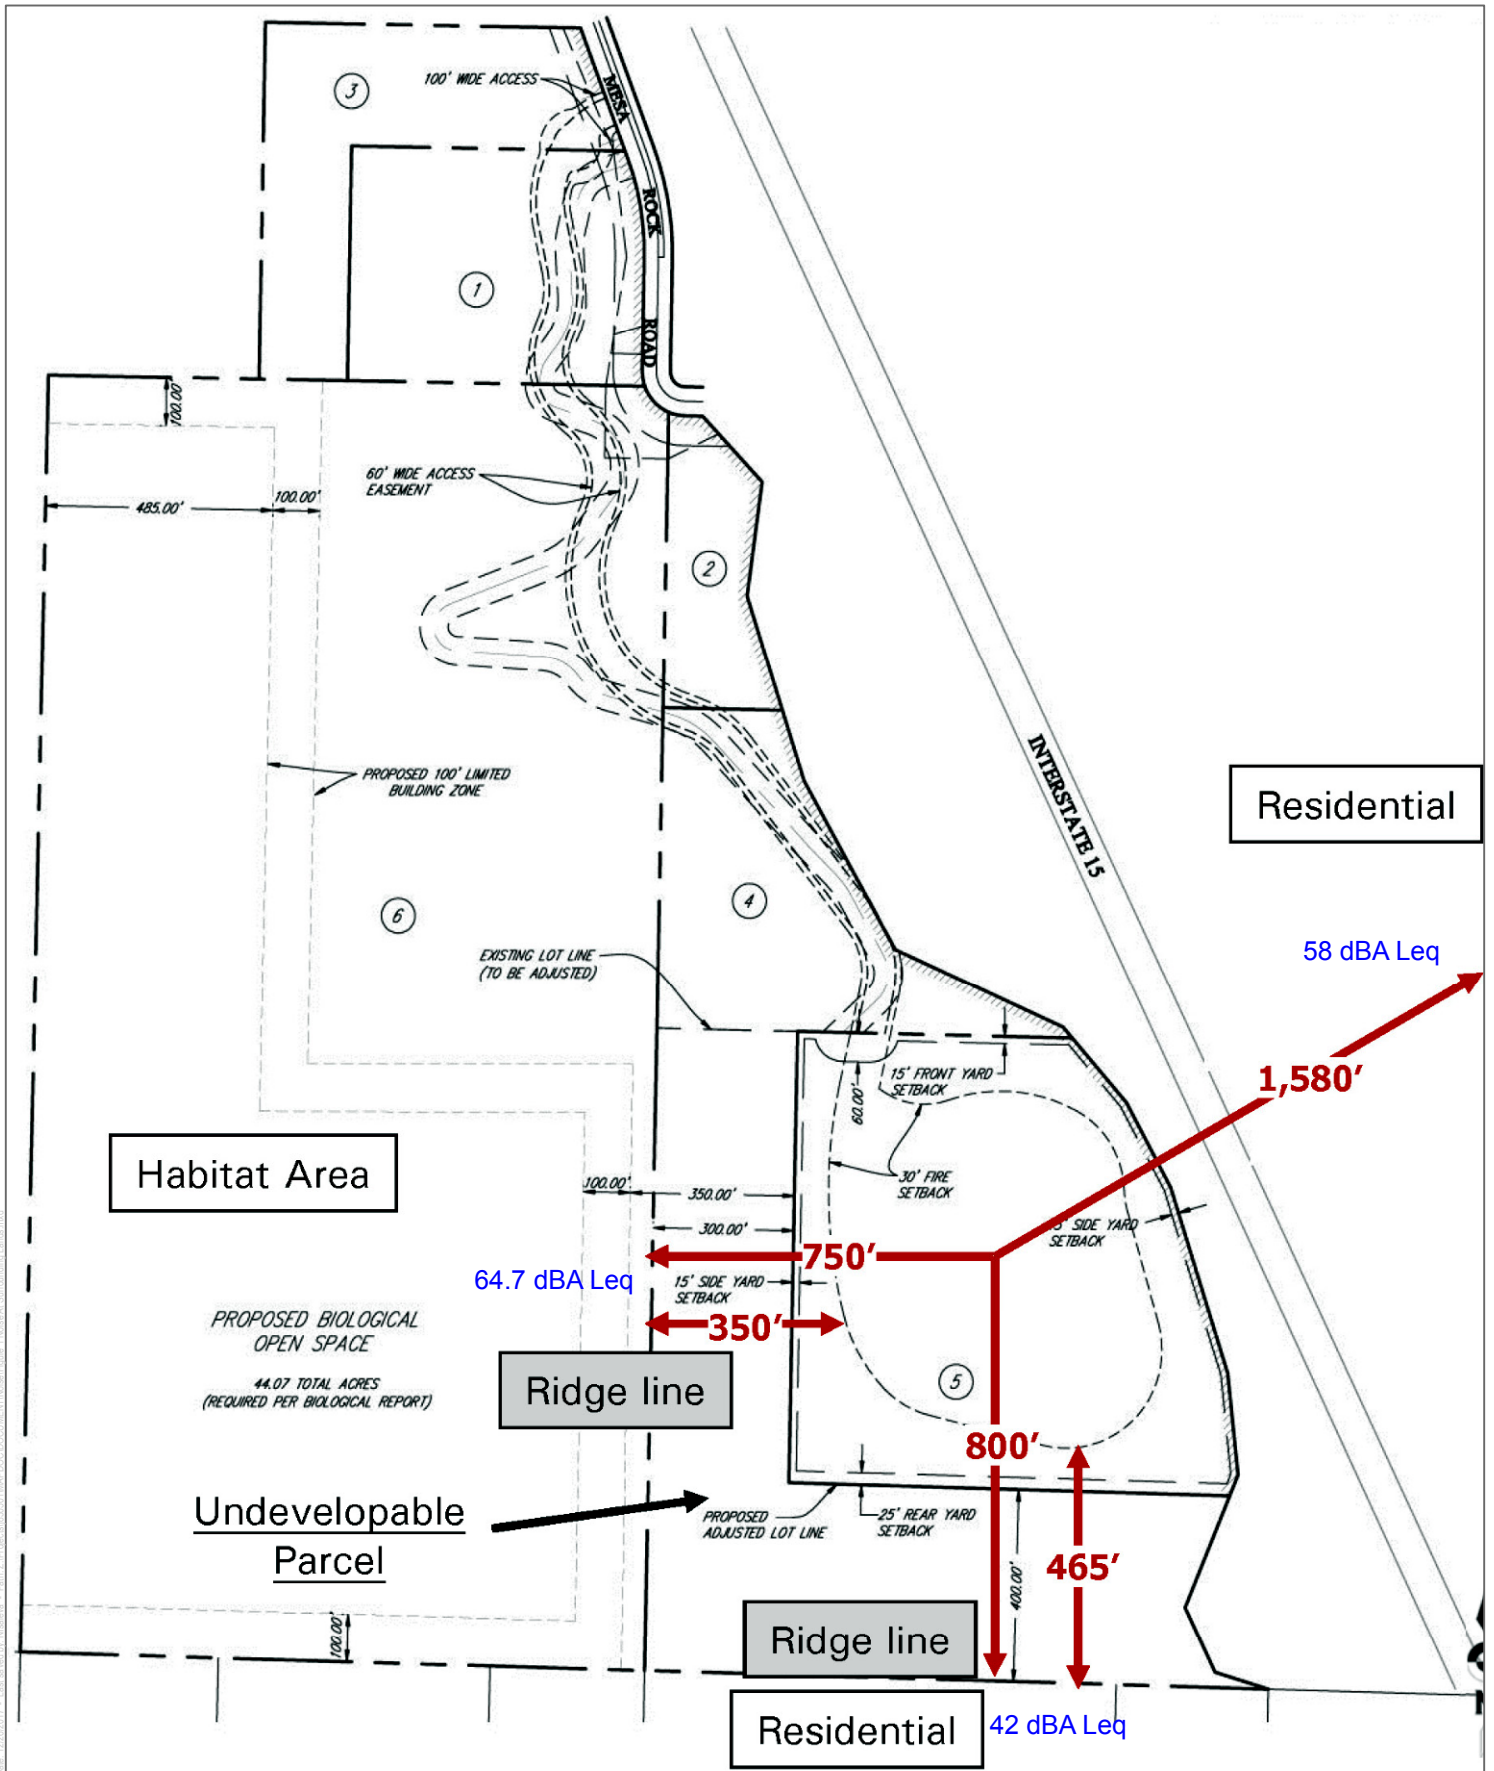 3
100' WIDE ACCESS
MESA
ROCK
ROAD
1
100.00'
60' WIDE ACCESS
EASEMENT
485.00'
100.00'
2
INTERSTATE 15
Residential
PROPOSED 100' LIMITED
BUILDING ZONE
6
4
EXISTING LOT LINE
(TO BE ADJUSTED)
58 dBA Leq
1,580’
15' FRONT YARD
SETBACK
60.00'
30' FIRE
SETBACK
Habitat Area
100.00'
350.00'
300.00'
SIDE YARD
SETBACK
750’
64.7 dBA Leq
15' SIDE YARD
SETBACK
350’
PROPOSED BIOLOGICAL
OPEN SPACE
44.07 TOTAL ACRES
(REQUIRED PER BIOLOGICAL REPORT)
Ridge line
5
800’
Undevelopable
Parcel
PROPOSED
ADJUSTED LOT LINE
25' REAR YARD
SETBACK
465’
400.00'
100.00'
Ridge line
Residential
42 dBA Leq